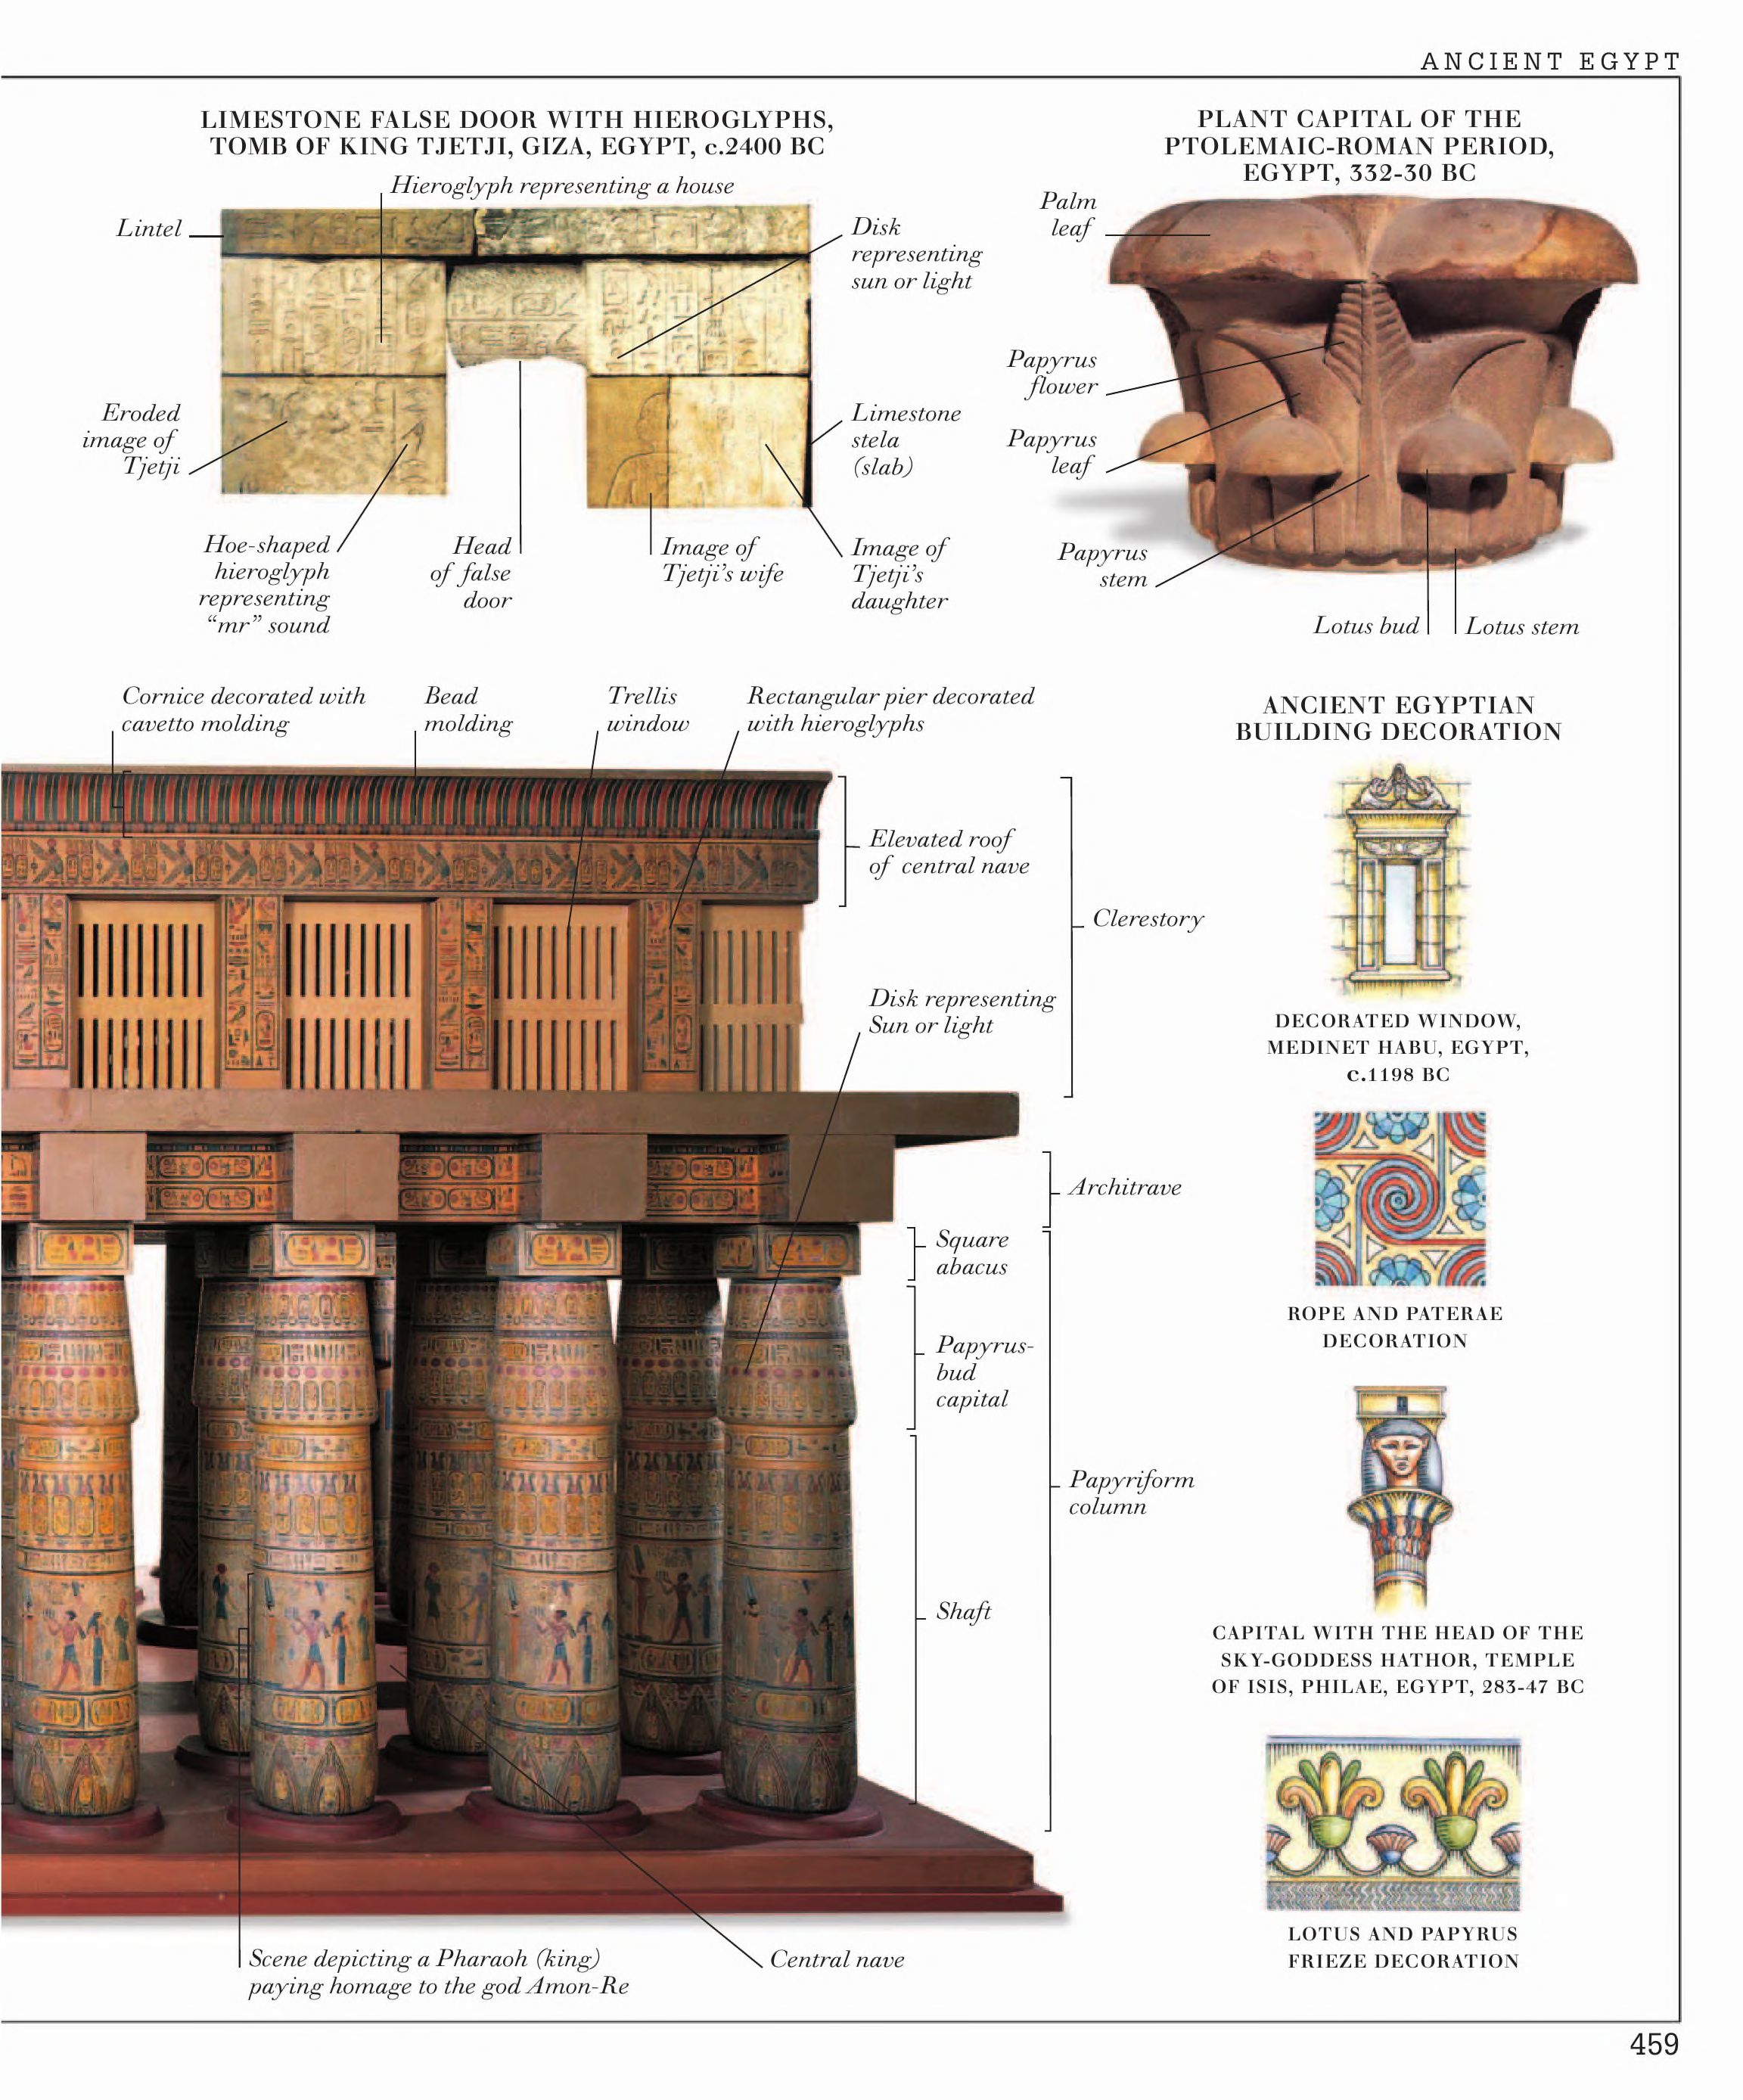 ANCIENT EGYPT
LIMESTONE FALSE DOOR WITH HIEROGLYPHS,
TOMB OF KING TJETJI, GIZA, EGYPT, c.2400 BC
Hieroglyph representing a house
Lintel
Disk
representing
sun or light
Eroded
image of
Tjetji
Limestone
stela
(slab)
Hoe-shaped
hieroglyph
representing
“mr” sound
Head
of false
door
Image of
Tjetji’s wife
Image of
Tjetji’s
daughter
PLANT CAPITAL OF THE
PTOLEMAIC-ROMAN PERIOD,
EGYPT, 332-30 BC
Palm
leaf
Papyrus
flower
Papyrus
leaf
Papyrus
stem
Lotus bud
Lotus stem
Cornice decorated with
cavetto molding
Bead
molding
Trellis
window
Rectangular pier decorated
with hieroglyphs
Elevated roof
of central nave
Clerestory
Disk representing
Sun or light
Architrave
Square
abacus
Papyrus-
bud
capital
Papyriform
column
Shaft
Scene depicting a Pharaoh (king)
paying homage to the god Amon-Re
Central nave
ANCIENT EGYPTIAN
BUILDING DECORATION
DECORATED WINDOW,
MEDINET HABU, EGYPT,
c.1198 BC
ROPE AND PATERAE
DECORATION
CAPITAL WITH THE HEAD OF THE
SKY-GODDESS HATHOR, TEMPLE
OF ISIS, PHILAE, EGYPT, 283-47 BC
LOTUS AND PAPYRUS
FRIEZE DECORATION
459